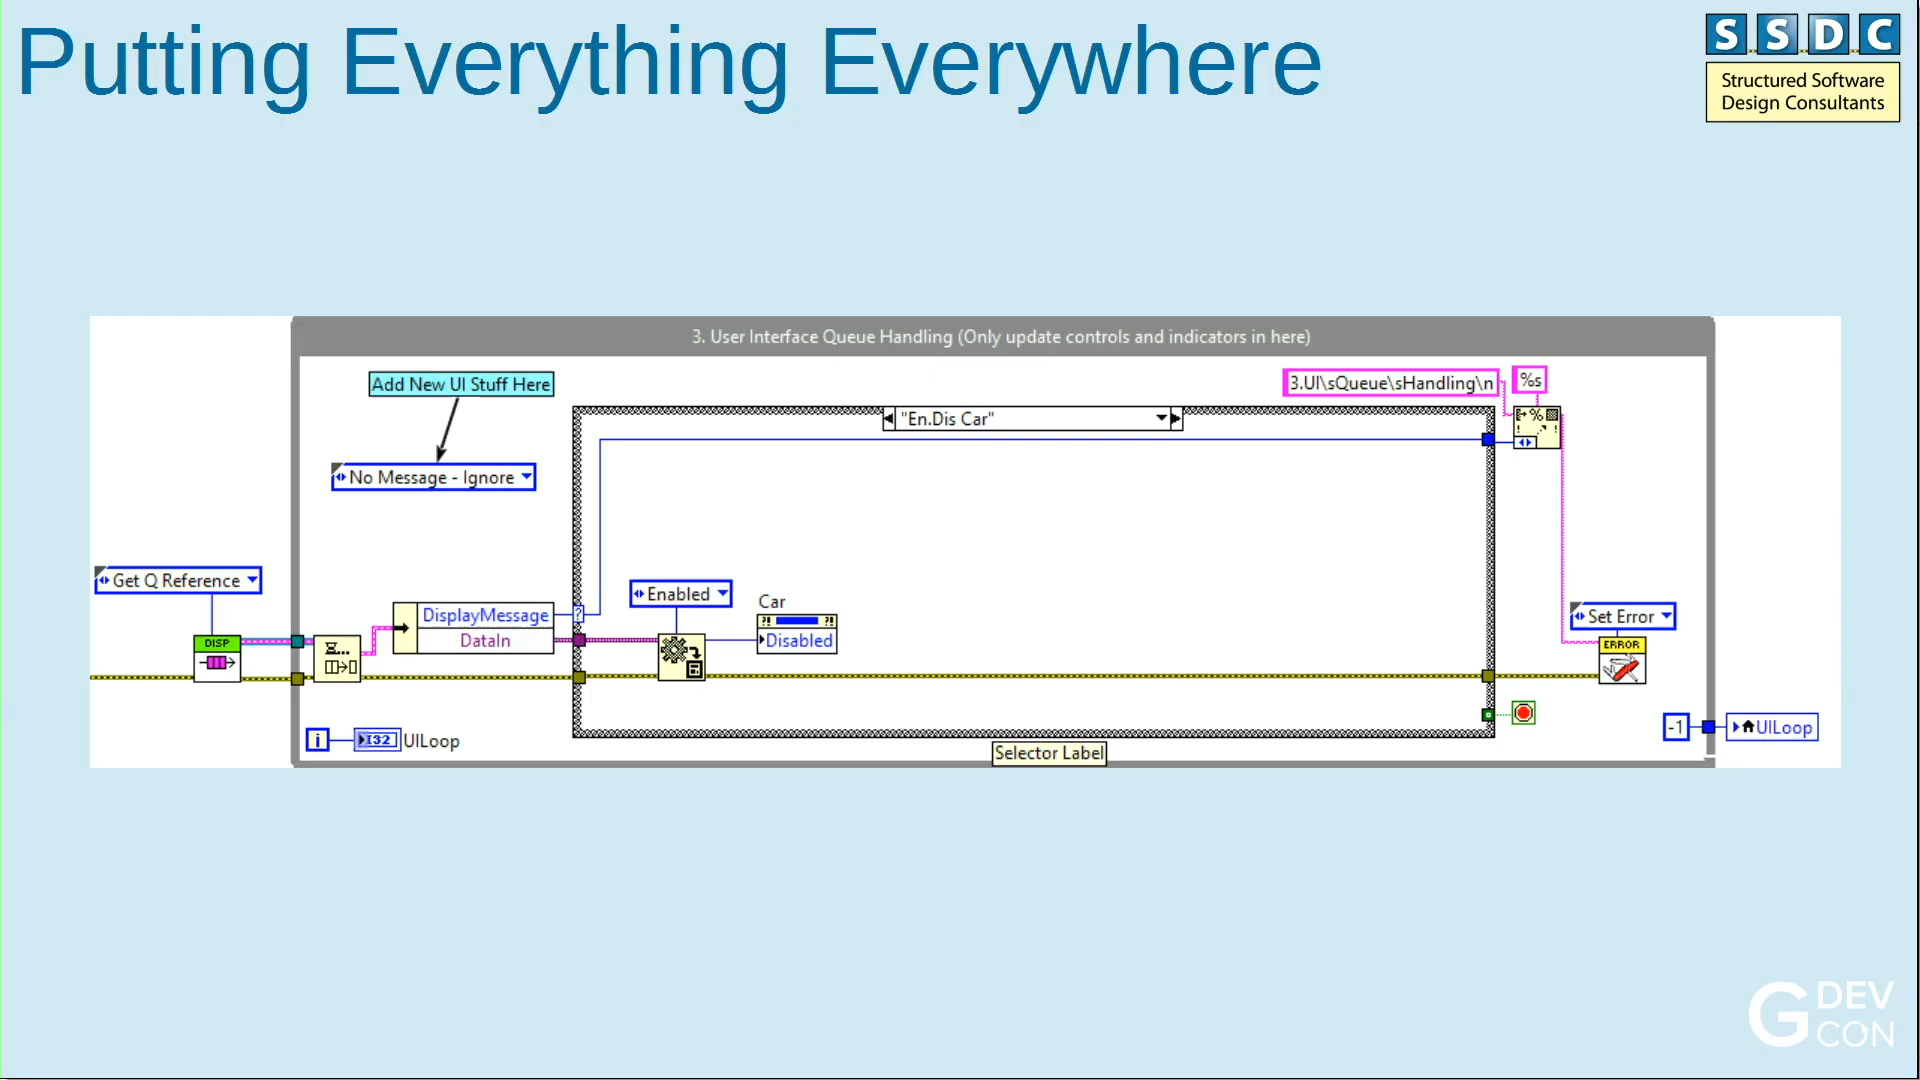 Putting Everything Everywhere
S S D C
Structured Software
Design Consultants
3. User Interface Queue Handling (Only update controls and indicators in here)
Add New UI Stuff Here
3.UI\sQueue\sHandling\n
%s
"En.Dis Car"
No Message - Ignore
Get Q Reference
Enabled
Car
DisplayMessage
DataIn
Disabled
Set Error
DISP
ERROR
i
I32
UILoop
-1
UILoop
Selector Label
G DEV
CON